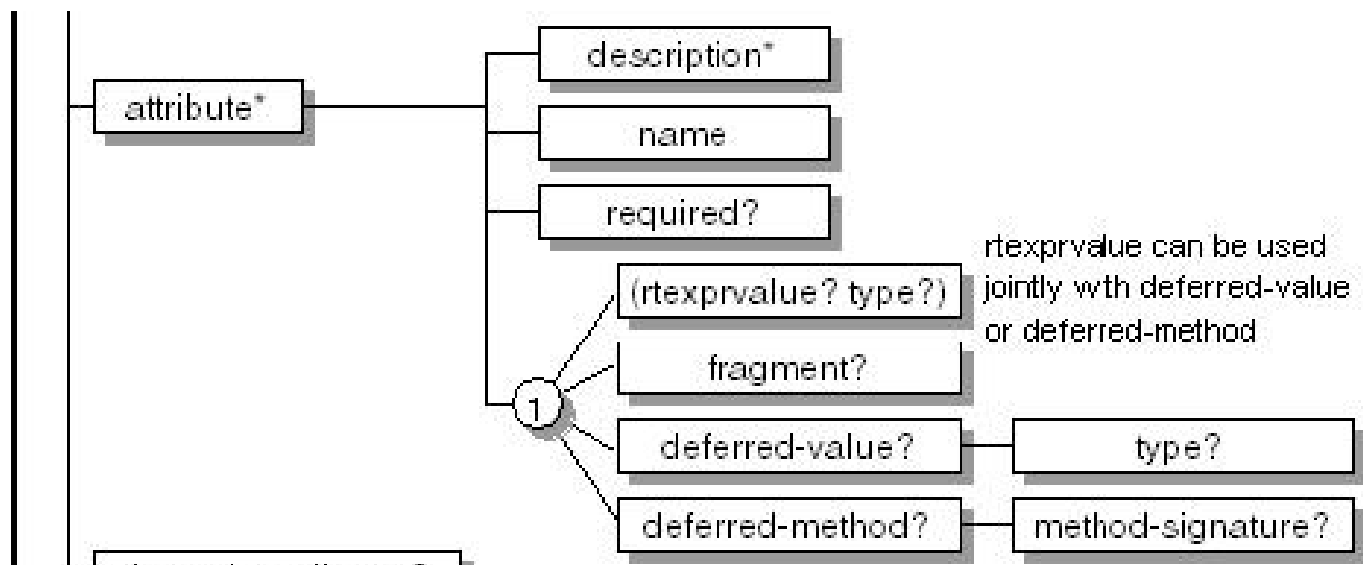 description*
attribute*
name
required?
(rtexprvalue? type?)
rtexprvalue can be used
jointly wth deferred-value
or deferred-method
fragment?
1
deferred-value?
type?
deferred-method?
method-signature?